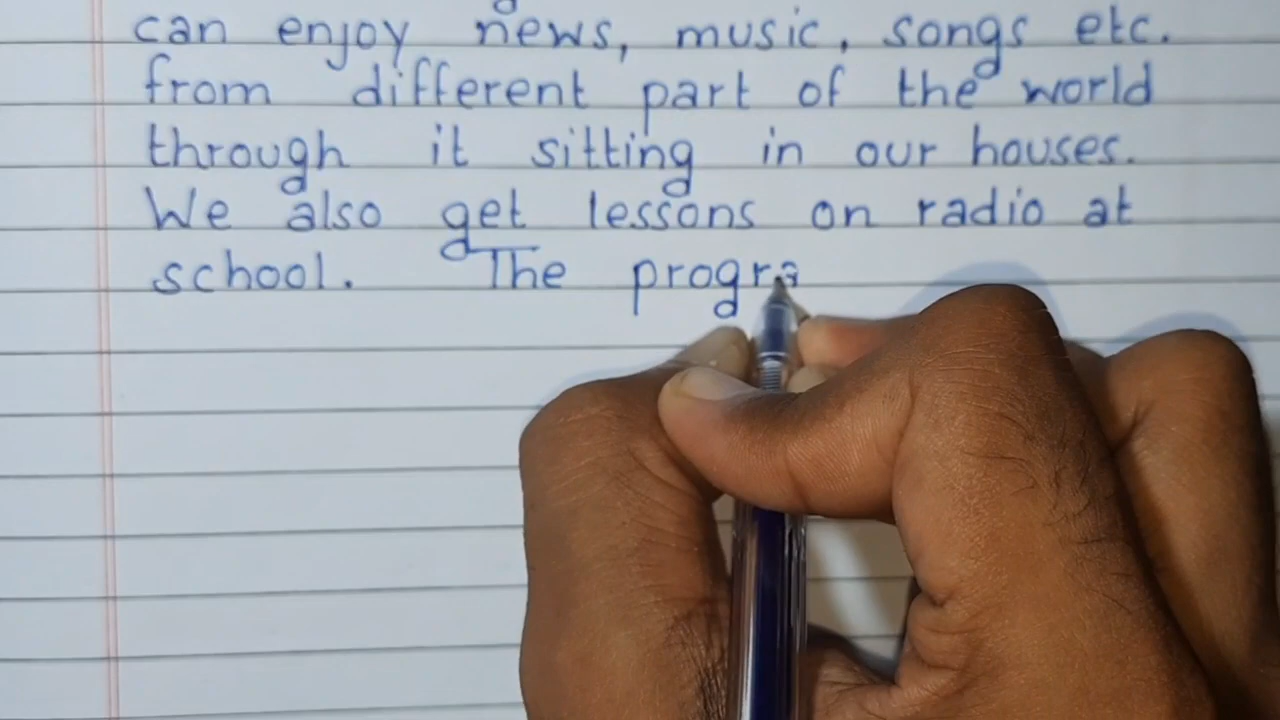 can enjoy news, music, songs etc.
from different part of the world
through it sitting in our houses.
We also get lessons on radio at
school. The progra